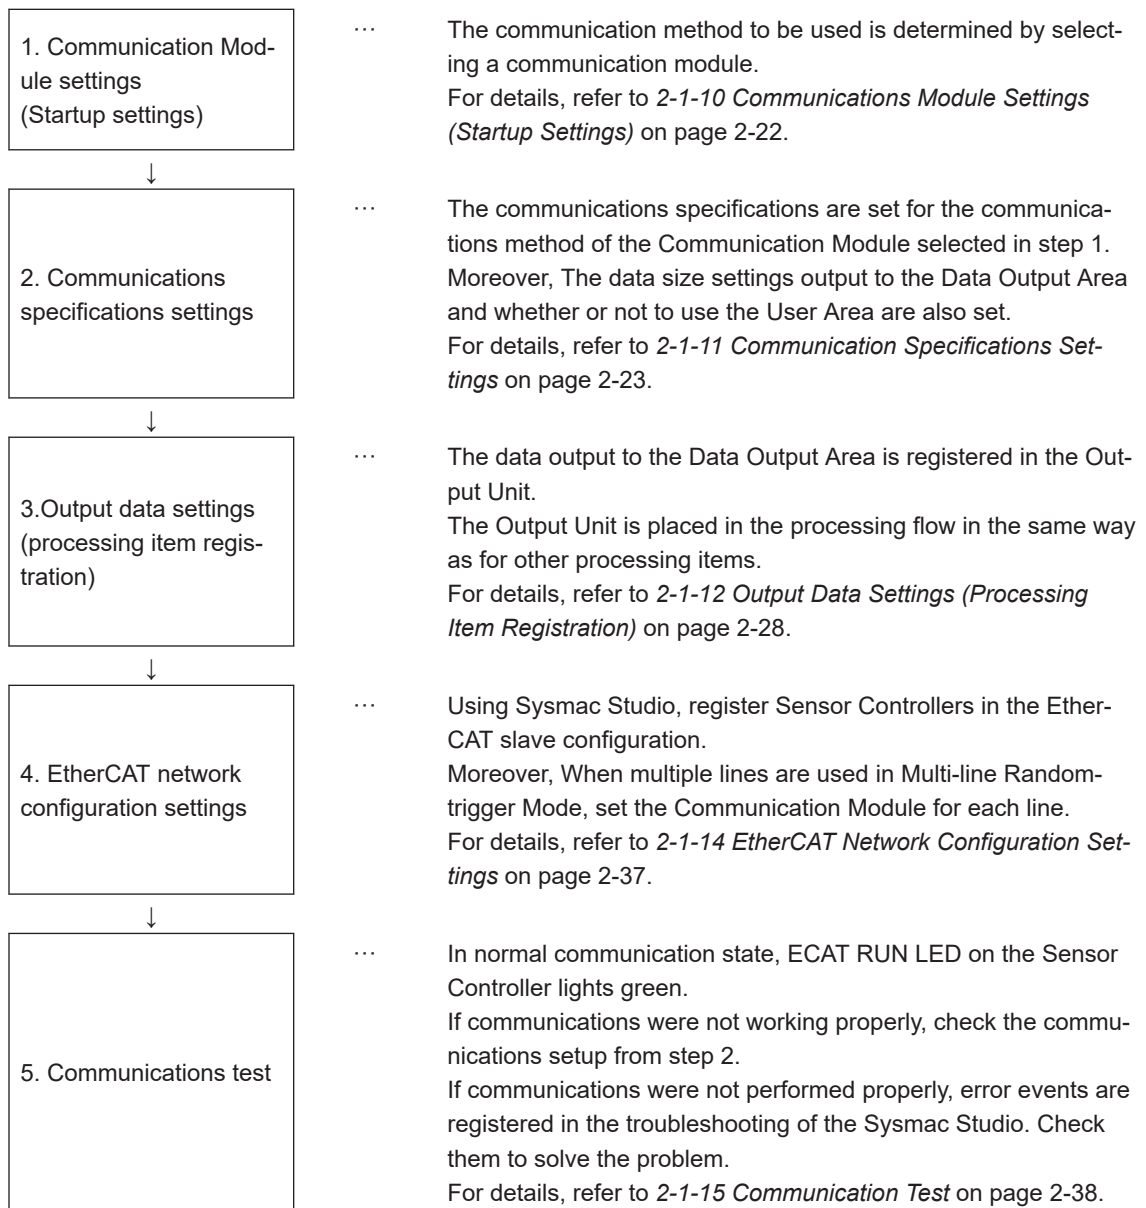 1. Communication Mod-
ule settings
(Startup settings)
… The communication method to be used is determined by select-
ing a communication module.
For details, refer to 2-1-10 Communications Module Settings
(Startup Settings) on page 2-22.
↓
2. Communications
specifications settings
… The communications specifications are set for the communica-
tions method of the Communication Module selected in step 1.
Moreover, The data size settings output to the Data Output Area
and whether or not to use the User Area are also set.
For details, refer to 2-1-11 Communication Specifications Set-
tings on page 2-23.
↓
3.Output data settings
(processing item regis-
tration)
… The data output to the Data Output Area is registered in the Out-
put Unit.
The Output Unit is placed in the processing flow in the same way
as for other processing items.
For details, refer to 2-1-12 Output Data Settings (Processing
Item Registration) on page 2-28.
↓
4. EtherCAT network
configuration settings
… Using Sysmac Studio, register Sensor Controllers in the Ether-
CAT slave configuration.
Moreover, When multiple lines are used in Multi-line Random-
trigger Mode, set the Communication Module for each line.
For details, refer to 2-1-14 EtherCAT Network Configuration Set-
tings on page 2-37.
↓
5. Communications test
… In normal communication state, ECAT RUN LED on the Sensor
Controller lights green.
If communications were not working properly, check the commu-
nications setup from step 2.
If communications were not performed properly, error events are
registered in the troubleshooting of the Sysmac Studio. Check
them to solve the problem.
For details, refer to 2-1-15 Communication Test on page 2-38.